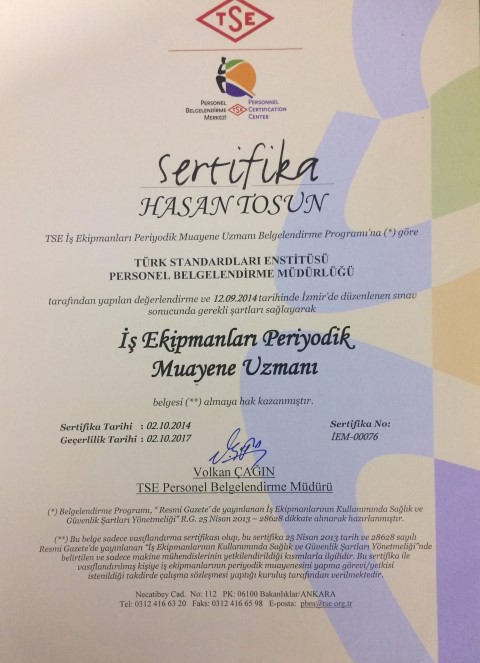 TSE
PERSONEL BELGELENDİRME MERKEZİ
TSE
PERSONNEL CERTIFICATION CENTER
Sertifika
HASAN TOSUN
TSE İş Ekipmanları Periyodik Muayene Uzmanı Belgelendirme Programı'na (*) göre
TÜRK STANDARDLARI ENSTİTÜSÜ
PERSONEL BELGELENDİRME MÜDÜRLÜĞÜ
tarafından yapılan değerlendirme ve 12.09.2014 tarihinde İzmir'de düzenlenen sınav
sonucunda gerekli şartları sağlayarak
İş Ekipmanları Periyodik
Muayene Uzmanı
belgesi (**) almaya hak kazanmıştır.
Sertifika Tarihi : 02.10.2014
Geçerlilik Tarihi : 02.10.2017
Sertifika No:
İEM-00076
Volkan ÇAĞIN
TSE Personel Belgelendirme Müdürü
(*) Belgelendirme Programı, " Resmi Gazete' de yayınlanan İş Ekipmanlarının Kullanımında Sağlık ve
Güvenlik Şartları Yönetmeliği" R.G. 25 Nisan 2013 – 28628 dikkate alınarak hazırlanmıştır.
(**) Bu belge sadece vasıflandırma sertifikası olup, bu sertifika 25 Nisan 2013 tarih ve 28628 sayılı
Resmi Gazete'de yayınlanan "İş Ekipmanlarının Kullanımında Sağlık ve Güvenlik Şartları Yönetmeliği"nde
belirtilen ve sadece makine mühendislerinin yetkilendirildiği kısımlarla ilgilidir. Bu sertifika ile
vasıflandırılmış kişiye iş ekipmanlarının periyodik muayenesini yapma görevi/yetkisi
istenildiği takdirde çalışma sözleşmesi yaptığı kuruluş tarafından verilmektedir.
Necatibey Cad. No: 112 PK: 06100 Bakanlıklar/ANKARA
Tel: 0312 416 63 20 Faks: 0312 416 65 98 E-posta: pbm@tse.org.tr